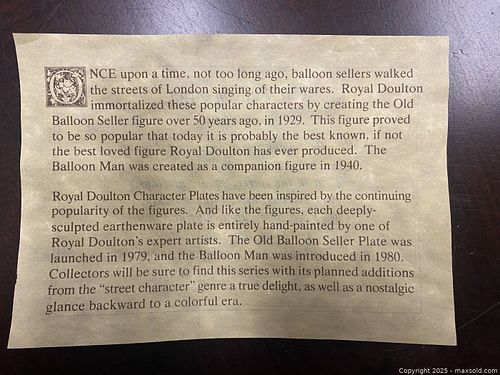 ONCE upon a time, not too long ago, balloon sellers walked
the streets of London singing of their wares. Royal Doulton
immortalized these popular characters by creating the Old
Balloon Seller figure over 50 years ago, in 1929. This figure proved
to be so popular that today it is probably the best known, if not
the best loved figure Royal Doulton has ever produced. The
Balloon Man was created as a companion figure in 1940.
Royal Doulton Character Plates have been inspired by the continuing
popularity of the figures. And like the figures, each deeply-
sculpted earthenware plate is entirely hand-painted by one of
Royal Doulton's expert artists. The Old Balloon Seller Plate was
launched in 1979, and the Balloon Man was introduced in 1980.
Collectors will be sure to find this series with its planned additions
from the "street character" genre a true delight, as well as a nostalgic
glance backward to a colorful era.
Copyright 2025 - maxsold.com